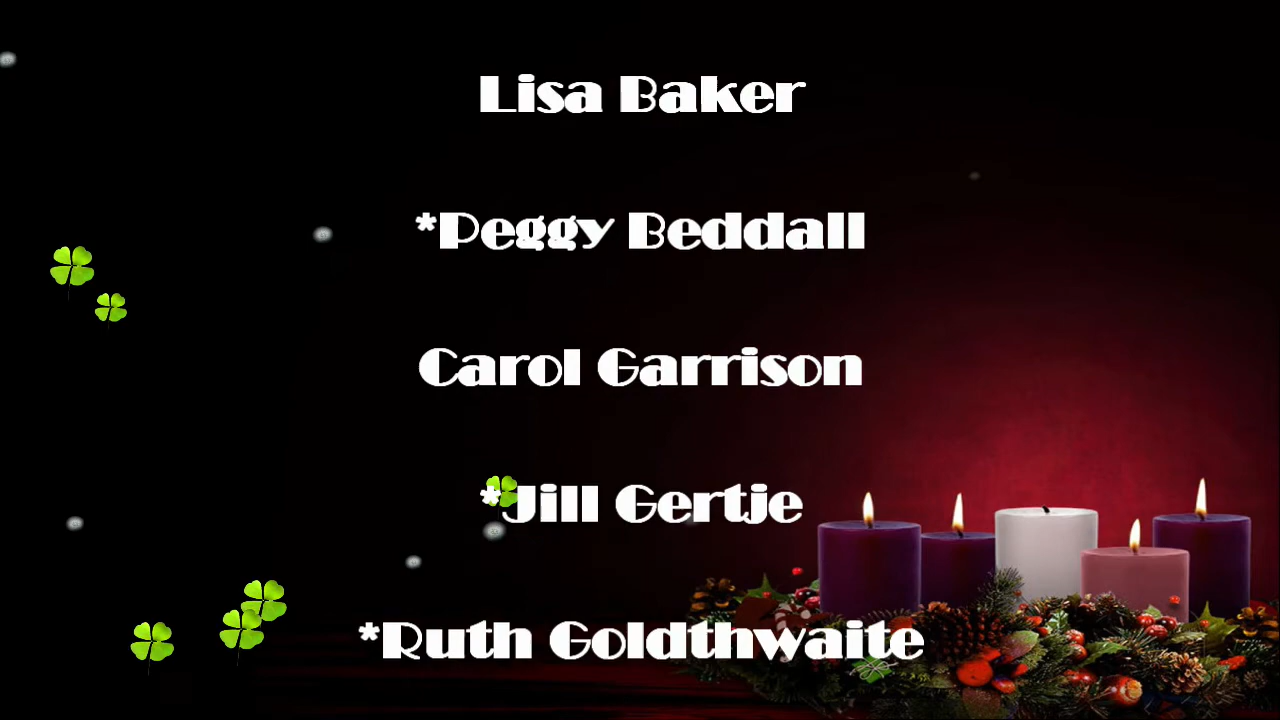 Lisa Baker
*Peggy Beddall
Carol Garrison
*Jill Gertje
*Ruth Goldthwaite